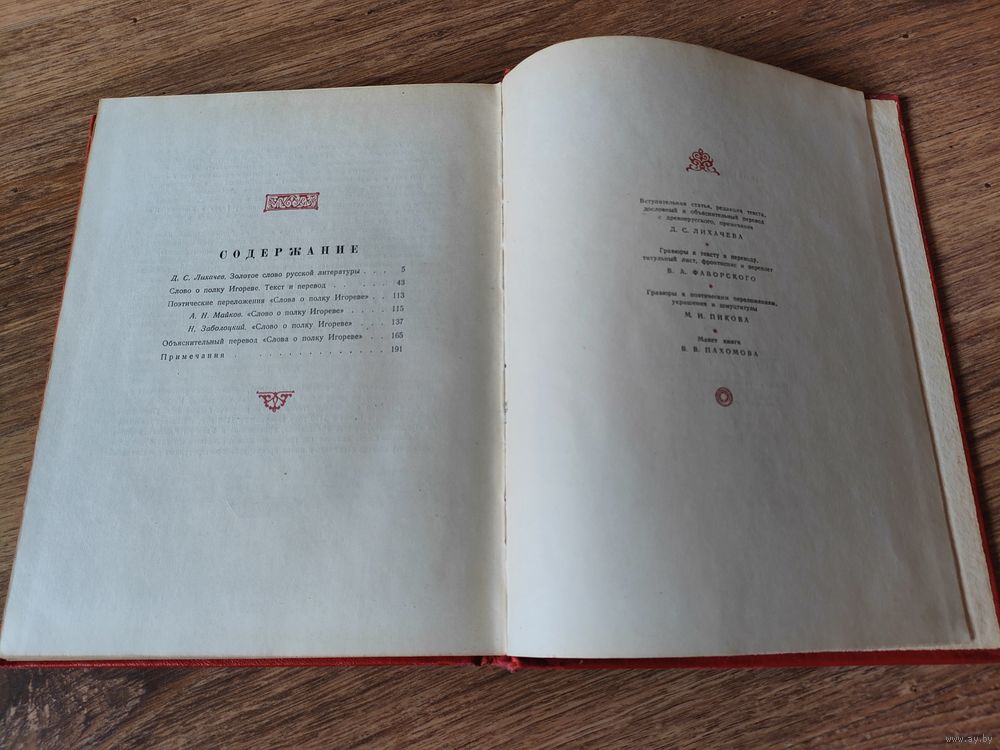 СОДЕРЖАНИЕ
Д. С. Лихачев. Золотое слово русской литературы . . . 5
Слово о полку Игореве. Текст и перевод . . . . . . 43
Поэтические переложения «Слова о полку Игореве» . . . 113
А. Н. Майков. «Слово о полку Игореве» . . . . 115
Н. Заболоцкий. «Слово о полку Игореве» . . . . 137
Объяснительный перевод «Слова о полку Игореве» . . . 165
Примечания . . . . . . . . . . . . 191
Вступительная статья, редакция текста,
дословный и объяснительный перевод
с древнерусского, примечания
Д. С. ЛИХАЧЕВА
Гравюры к тексту и переводу,
титульный лист, фронтиспис и переплет
В. А. ФАВОРСКОГО
Гравюры к поэтическим переложениям,
украшения и шмуцтитулы
М. И. ПИКОВА
Макет книги
В. В. ПАХОМОВА
www.ay.by